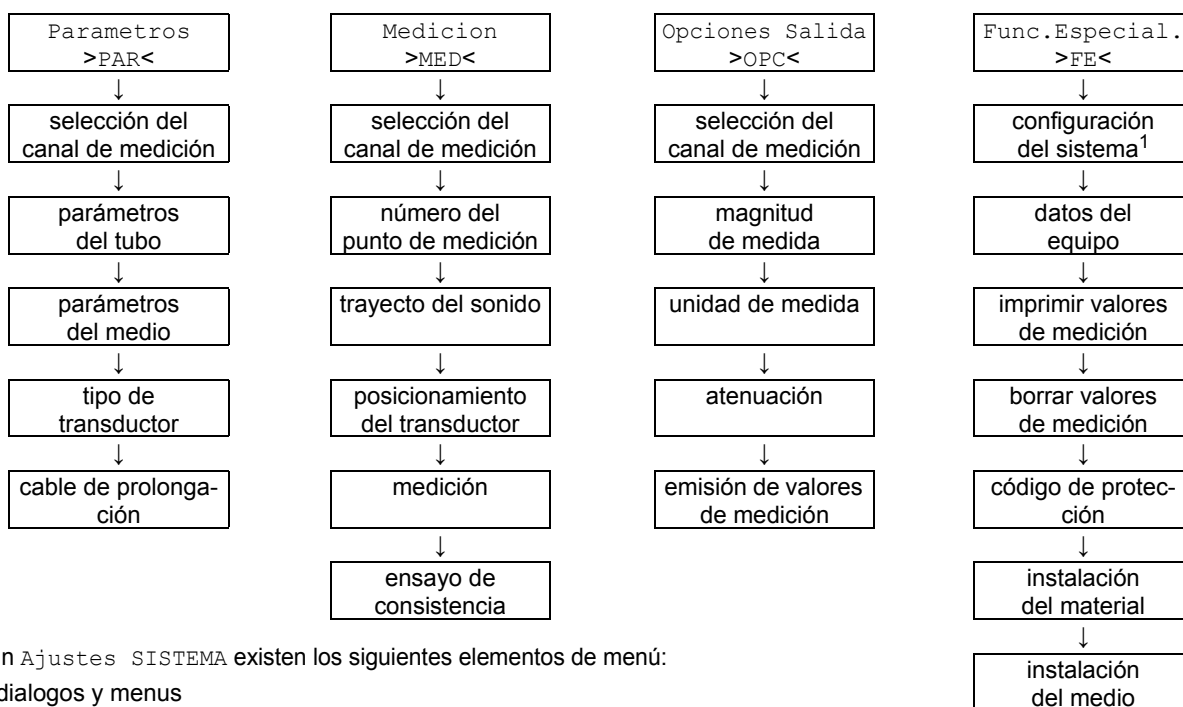 Parametros
>PAR<
↓
selección del
canal de medición
↓
parámetros
del tubo
↓
parámetros
del medio
↓
tipo de
transductor
↓
cable de prolonga-
ción
Medicion
>MED<
↓
selección del
canal de medición
↓
número del
punto de medición
↓
trayecto del sonido
↓
posicionamiento
del transductor
↓
medición
↓
ensayo de
consistencia
Opciones Salida
>OPC<
↓
selección del
canal de medición
↓
magnitud
de medida
↓
unidad de medida
↓
atenuación
↓
emisión de valores
de medición
Func.Especial.
>FE<
↓
configuración
del sistema1
↓
datos del
equipo
↓
imprimir valores
de medición
↓
borrar valores
de medición
↓
código de protec-
ción
↓
instalación
del material
↓
instalación
del medio
n Ajustes SISTEMA existen los siguientes elementos de menú:
dialogos y menus